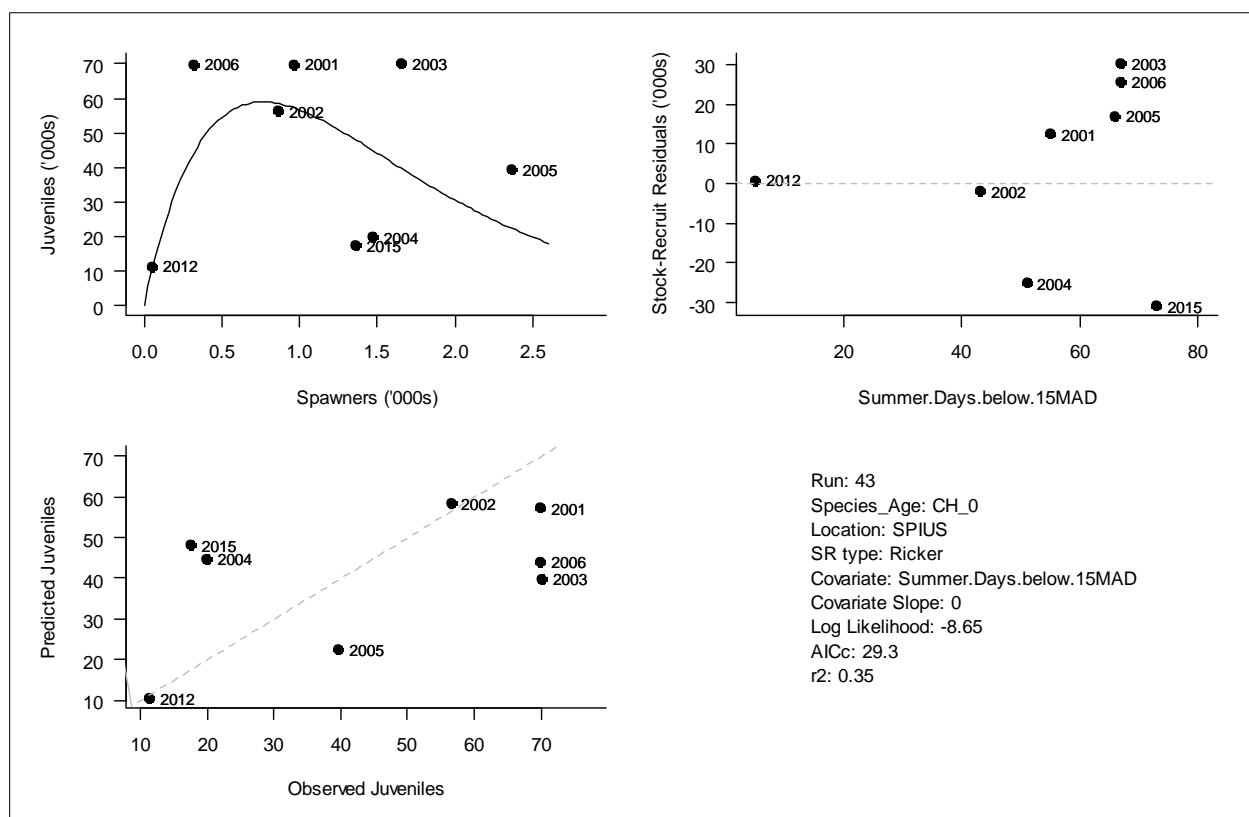 Juveniles ('000s)
70
60
50
40
30
20
10
0
2006
2001
2003
2002
2005
2004
2015
2012
0.0 0.5 1.0 1.5 2.0 2.5
Spawners ('000s)
Stock-Recruit Residuals ('000s)
30
20
10
0
-10
-20
-30
2003
2006
2005
2001
2012
2002
2004
2015
20 40 60 80
Summer.Days.below.15MAD
Predicted Juveniles
70
60
50
40
30
20
10
2002
2001
2015
2004
2006
2003
2005
2012
10 20 30 40 50 60 70
Observed Juveniles
Run: 43
Species_Age: CH_0
Location: SPIUS
SR type: Ricker
Covariate: Summer.Days.below.15MAD
Covariate Slope: 0
Log Likelihood: -8.65
AICc: 29.3
r2: 0.35